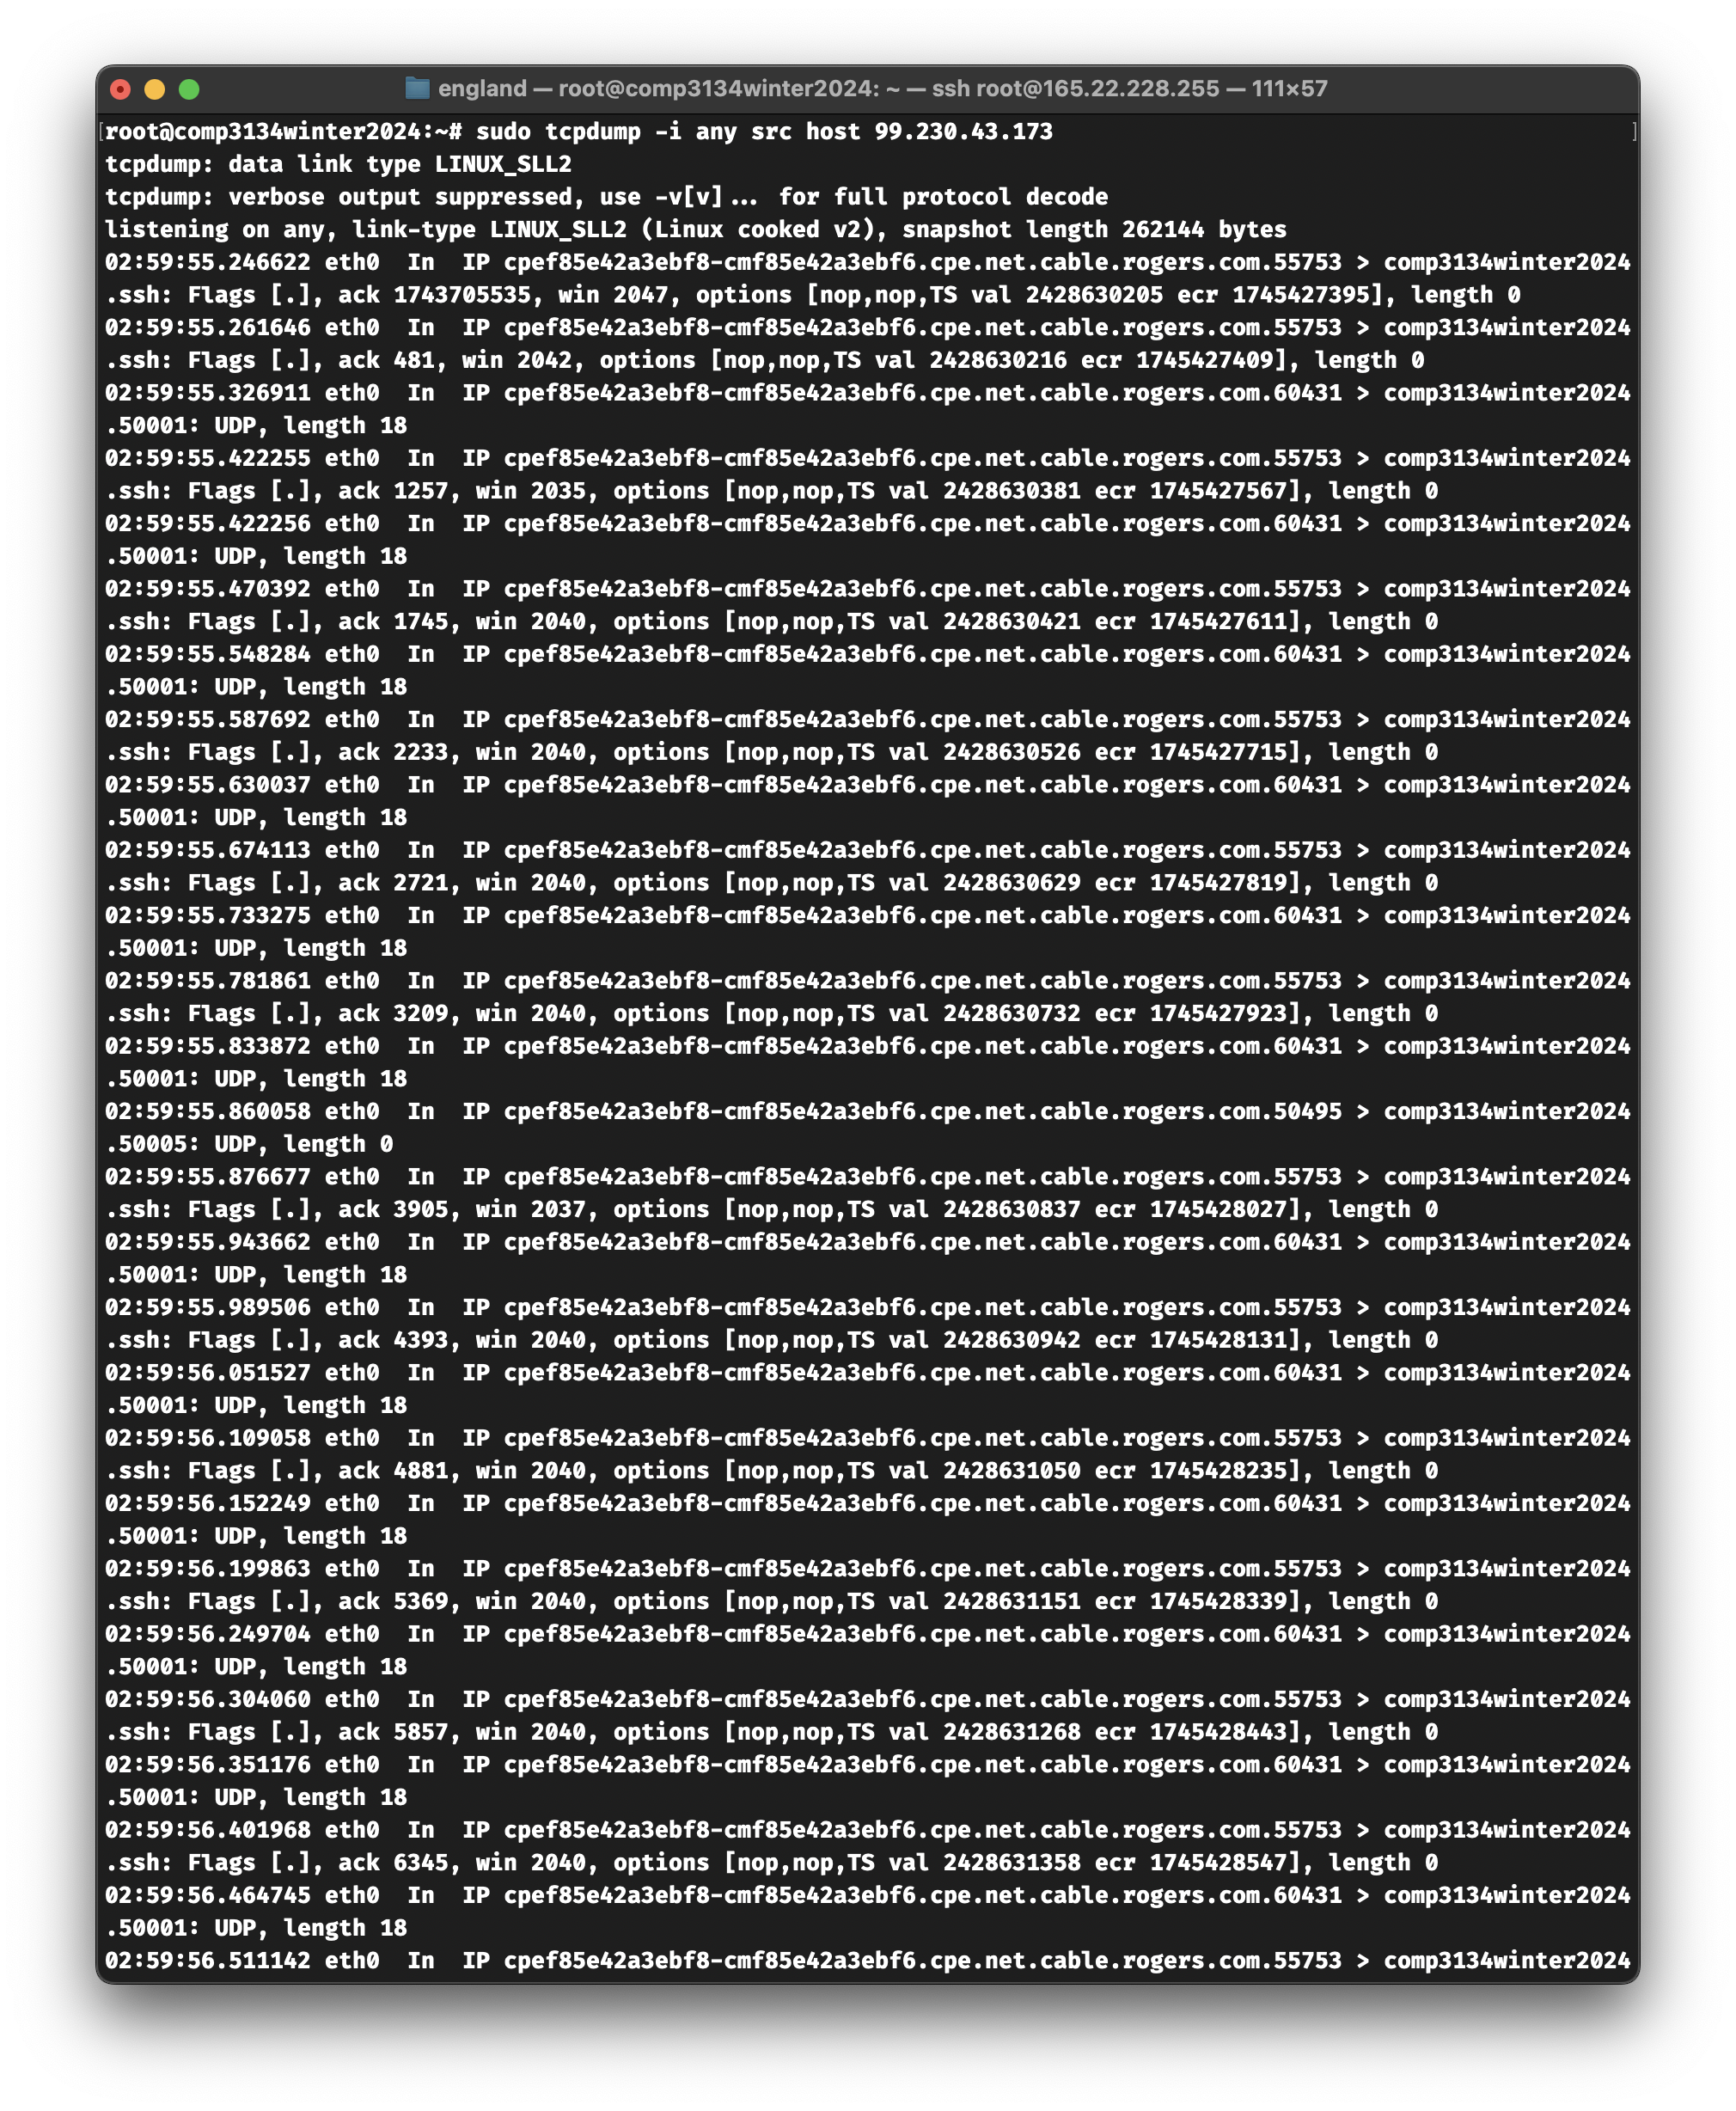 england — root@comp3134winter2024: ~ — ssh root@165.22.228.255 — 111×57
[root@comp3134winter2024:~# sudo tcpdump -i any src host 99.230.43.173 ]
tcpdump: data link type LINUX_SLL2
tcpdump: verbose output suppressed, use -v[v]... for full protocol decode
listening on any, link-type LINUX_SLL2 (Linux cooked v2), snapshot length 262144 bytes
02:59:55.246622 eth0  In  IP cpef85e42a3ebf8-cmf85e42a3ebf6.cpe.net.cable.rogers.com.55753 > comp3134winter2024
.ssh: Flags [.], ack 1743705535, win 2047, options [nop,nop,TS val 2428630205 ecr 1745427395], length 0
02:59:55.261646 eth0  In  IP cpef85e42a3ebf8-cmf85e42a3ebf6.cpe.net.cable.rogers.com.55753 > comp3134winter2024
.ssh: Flags [.], ack 481, win 2042, options [nop,nop,TS val 2428630216 ecr 1745427409], length 0
02:59:55.326911 eth0  In  IP cpef85e42a3ebf8-cmf85e42a3ebf6.cpe.net.cable.rogers.com.60431 > comp3134winter2024
.50001: UDP, length 18
02:59:55.422255 eth0  In  IP cpef85e42a3ebf8-cmf85e42a3ebf6.cpe.net.cable.rogers.com.55753 > comp3134winter2024
.ssh: Flags [.], ack 1257, win 2035, options [nop,nop,TS val 2428630381 ecr 1745427567], length 0
02:59:55.422256 eth0  In  IP cpef85e42a3ebf8-cmf85e42a3ebf6.cpe.net.cable.rogers.com.60431 > comp3134winter2024
.50001: UDP, length 18
02:59:55.470392 eth0  In  IP cpef85e42a3ebf8-cmf85e42a3ebf6.cpe.net.cable.rogers.com.55753 > comp3134winter2024
.ssh: Flags [.], ack 1745, win 2040, options [nop,nop,TS val 2428630421 ecr 1745427611], length 0
02:59:55.548284 eth0  In  IP cpef85e42a3ebf8-cmf85e42a3ebf6.cpe.net.cable.rogers.com.60431 > comp3134winter2024
.50001: UDP, length 18
02:59:55.587692 eth0  In  IP cpef85e42a3ebf8-cmf85e42a3ebf6.cpe.net.cable.rogers.com.55753 > comp3134winter2024
.ssh: Flags [.], ack 2233, win 2040, options [nop,nop,TS val 2428630526 ecr 1745427715], length 0
02:59:55.630037 eth0  In  IP cpef85e42a3ebf8-cmf85e42a3ebf6.cpe.net.cable.rogers.com.60431 > comp3134winter2024
.50001: UDP, length 18
02:59:55.674113 eth0  In  IP cpef85e42a3ebf8-cmf85e42a3ebf6.cpe.net.cable.rogers.com.55753 > comp3134winter2024
.ssh: Flags [.], ack 2721, win 2040, options [nop,nop,TS val 2428630629 ecr 1745427819], length 0
02:59:55.733275 eth0  In  IP cpef85e42a3ebf8-cmf85e42a3ebf6.cpe.net.cable.rogers.com.60431 > comp3134winter2024
.50001: UDP, length 18
02:59:55.781861 eth0  In  IP cpef85e42a3ebf8-cmf85e42a3ebf6.cpe.net.cable.rogers.com.55753 > comp3134winter2024
.ssh: Flags [.], ack 3209, win 2040, options [nop,nop,TS val 2428630732 ecr 1745427923], length 0
02:59:55.833872 eth0  In  IP cpef85e42a3ebf8-cmf85e42a3ebf6.cpe.net.cable.rogers.com.60431 > comp3134winter2024
.50001: UDP, length 18
02:59:55.860058 eth0  In  IP cpef85e42a3ebf8-cmf85e42a3ebf6.cpe.net.cable.rogers.com.50495 > comp3134winter2024
.50005: UDP, length 0
02:59:55.876677 eth0  In  IP cpef85e42a3ebf8-cmf85e42a3ebf6.cpe.net.cable.rogers.com.55753 > comp3134winter2024
.ssh: Flags [.], ack 3905, win 2037, options [nop,nop,TS val 2428630837 ecr 1745428027], length 0
02:59:55.943662 eth0  In  IP cpef85e42a3ebf8-cmf85e42a3ebf6.cpe.net.cable.rogers.com.60431 > comp3134winter2024
.50001: UDP, length 18
02:59:55.989506 eth0  In  IP cpef85e42a3ebf8-cmf85e42a3ebf6.cpe.net.cable.rogers.com.55753 > comp3134winter2024
.ssh: Flags [.], ack 4393, win 2040, options [nop,nop,TS val 2428630942 ecr 1745428131], length 0
02:59:56.051527 eth0  In  IP cpef85e42a3ebf8-cmf85e42a3ebf6.cpe.net.cable.rogers.com.60431 > comp3134winter2024
.50001: UDP, length 18
02:59:56.109058 eth0  In  IP cpef85e42a3ebf8-cmf85e42a3ebf6.cpe.net.cable.rogers.com.55753 > comp3134winter2024
.ssh: Flags [.], ack 4881, win 2040, options [nop,nop,TS val 2428631050 ecr 1745428235], length 0
02:59:56.152249 eth0  In  IP cpef85e42a3ebf8-cmf85e42a3ebf6.cpe.net.cable.rogers.com.60431 > comp3134winter2024
.50001: UDP, length 18
02:59:56.199863 eth0  In  IP cpef85e42a3ebf8-cmf85e42a3ebf6.cpe.net.cable.rogers.com.55753 > comp3134winter2024
.ssh: Flags [.], ack 5369, win 2040, options [nop,nop,TS val 2428631151 ecr 1745428339], length 0
02:59:56.249704 eth0  In  IP cpef85e42a3ebf8-cmf85e42a3ebf6.cpe.net.cable.rogers.com.60431 > comp3134winter2024
.50001: UDP, length 18
02:59:56.304060 eth0  In  IP cpef85e42a3ebf8-cmf85e42a3ebf6.cpe.net.cable.rogers.com.55753 > comp3134winter2024
.ssh: Flags [.], ack 5857, win 2040, options [nop,nop,TS val 2428631268 ecr 1745428443], length 0
02:59:56.351176 eth0  In  IP cpef85e42a3ebf8-cmf85e42a3ebf6.cpe.net.cable.rogers.com.60431 > comp3134winter2024
.50001: UDP, length 18
02:59:56.401968 eth0  In  IP cpef85e42a3ebf8-cmf85e42a3ebf6.cpe.net.cable.rogers.com.55753 > comp3134winter2024
.ssh: Flags [.], ack 6345, win 2040, options [nop,nop,TS val 2428631358 ecr 1745428547], length 0
02:59:56.464745 eth0  In  IP cpef85e42a3ebf8-cmf85e42a3ebf6.cpe.net.cable.rogers.com.60431 > comp3134winter2024
.50001: UDP, length 18
02:59:56.511142 eth0  In  IP cpef85e42a3ebf8-cmf85e42a3ebf6.cpe.net.cable.rogers.com.55753 > comp3134winter2024